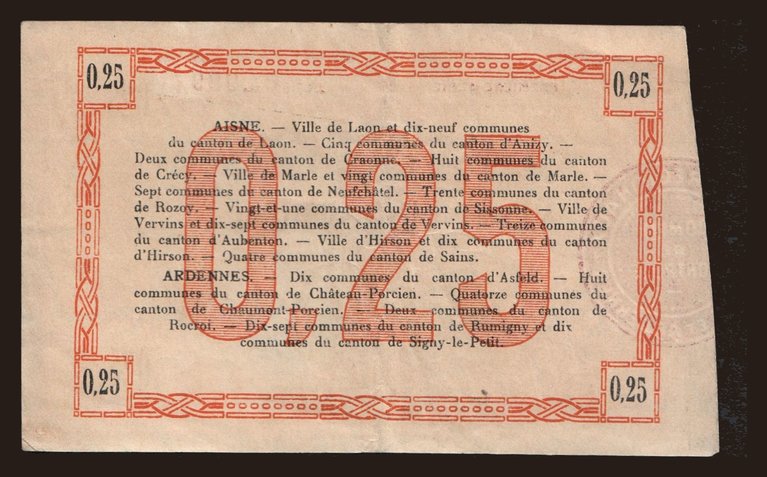 0,25 0,25
AISNE. — Ville de Laon et dix-neuf communes
du canton de Laon. — Cinq communes du canton d'Anizy. —
Deux communes du canton de Craonne. — Huit communes du canton
de Crécy. Ville de Marle et vingt communes du canton de Marle. —
Sept communes du canton de Neufchâtel. — Trente communes du canton
de Rozoy. — Vingt-et-une communes du canton de Sissonne. — Ville de
Vervins et dix-sept communes du canton de Vervins. — Treize communes
du canton d'Aubenton. — Ville d'Hirson et dix communes du canton
d'Hirson. — Quatre communes du canton de Sains.
ARDENNES. — Dix communes du canton d'Asfeld. — Huit
communes du canton de Château-Porcien. — Quatorze communes du
canton de Chaumont-Porcien. — Deux communes du canton de
Rocroi. — Dix-sept communes du canton de Rumigny et dix
communes du canton de Signy-le-Petit.
0,25
0,25 0,25